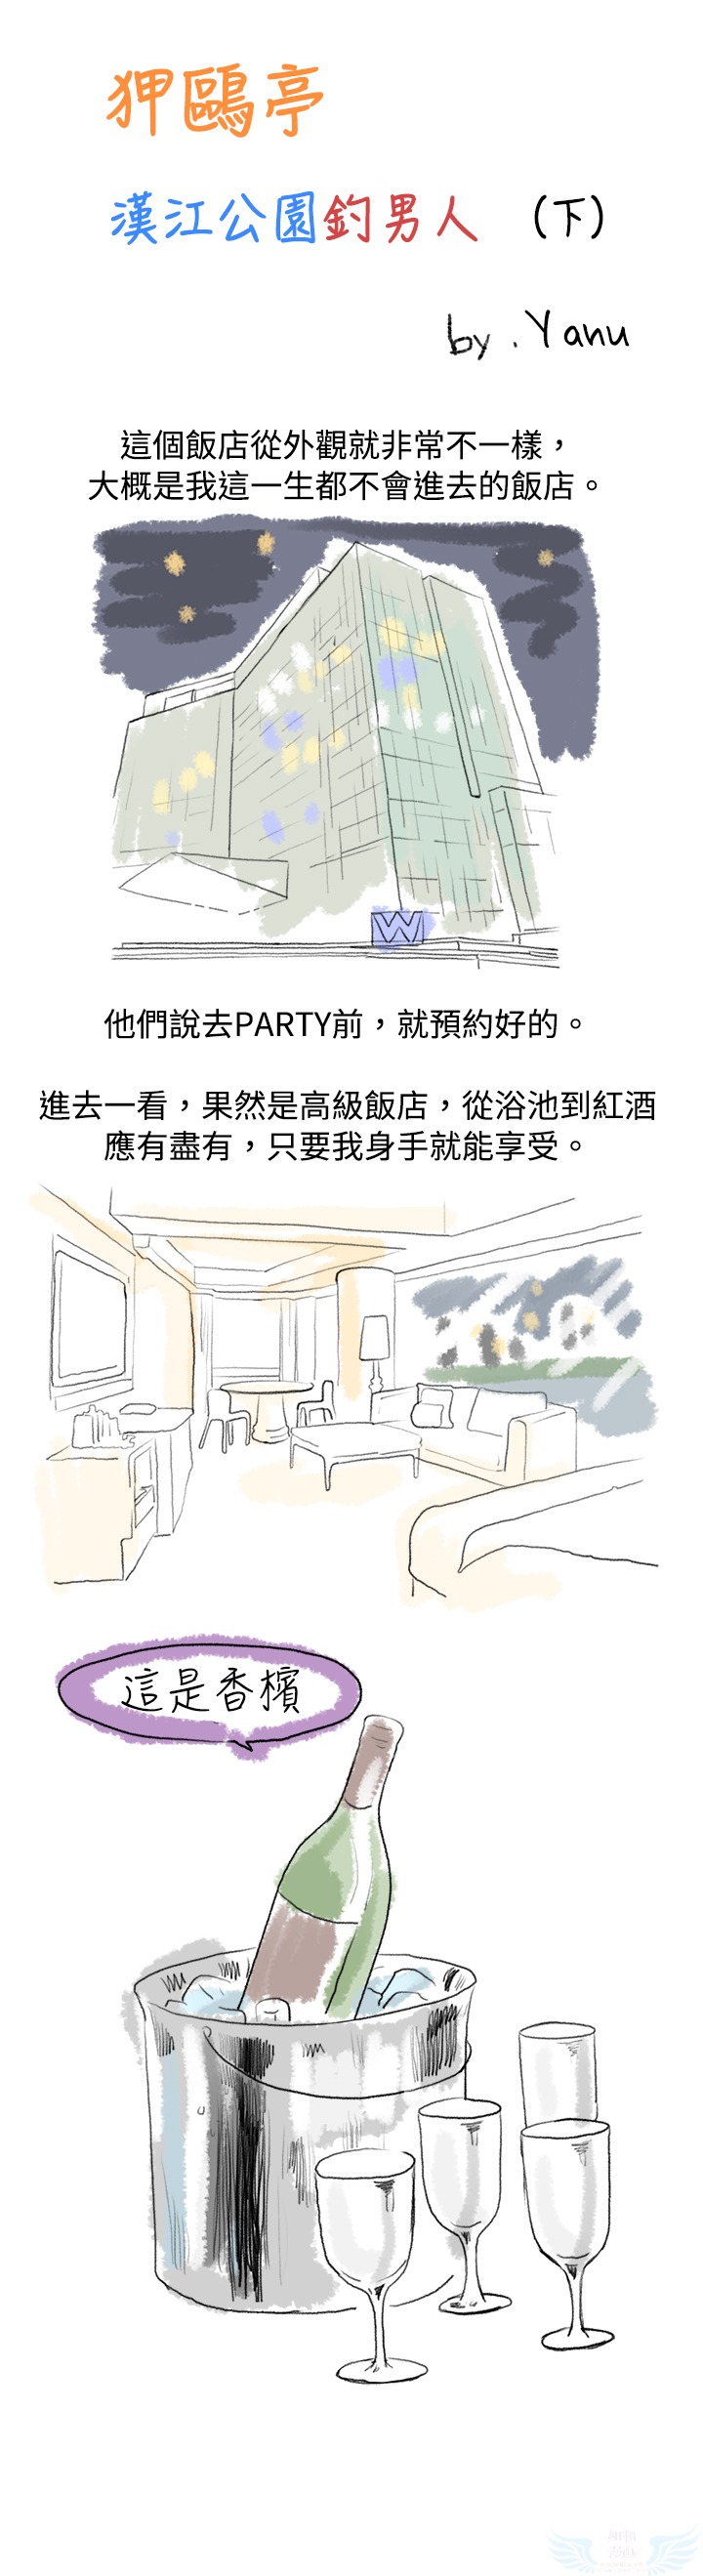 狎鷗亭
漢江公園釣男人 （下）
by. Yanu
這個飯店從外觀就非常不一樣，
大概是我這一生都不會進去的飯店。
W
他們說去PARTY前，就預約好的。
進去一看，果然是高級飯店，從浴池到紅酒
應有盡有，只要我身手就能享受。
這是香檳